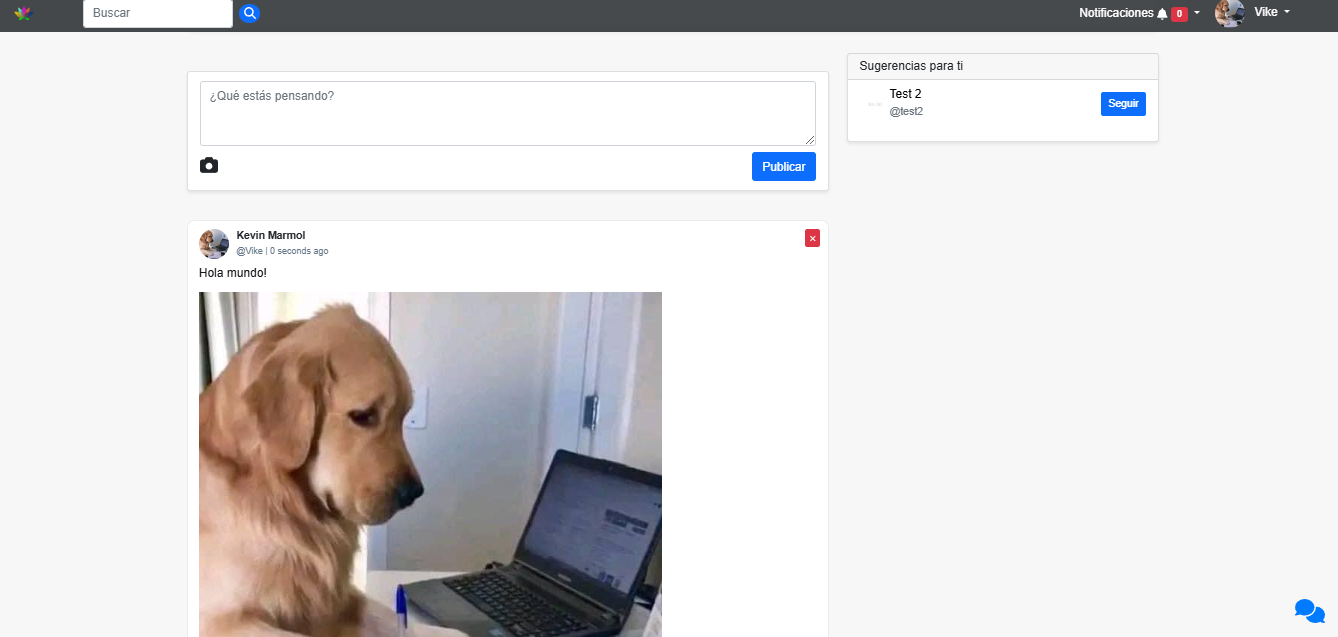 Buscar
Notificaciones 0
Vike
¿Qué estás pensando?
Publicar
Sugerencias para ti
Test 2
@test2
Seguir
Kevin Marmol
@Vike | 0 seconds ago
Hola mundo!